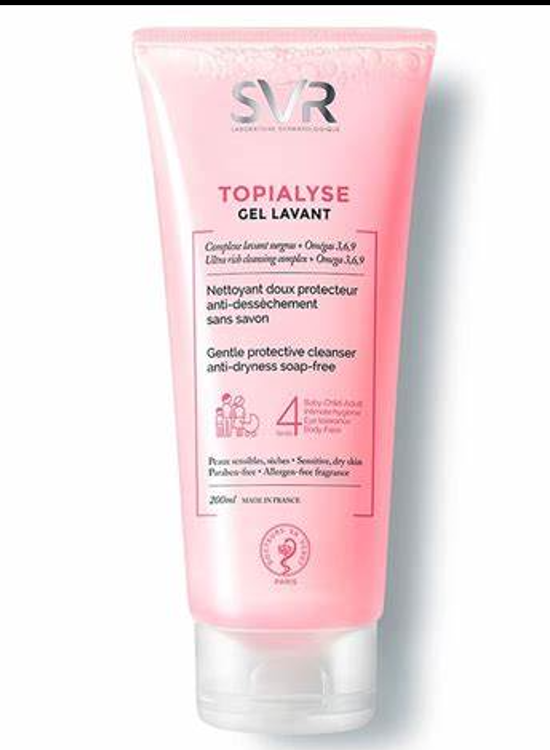 SVR
LABORATOIRE DERMATOLOGIQUE
TOPIALYSE
GEL LAVANT
Complexe lavant surgras • Omégas 3,6,9
Ultra rich cleansing complex • Omega 3,6,9
Nettoyant doux protecteur
anti-dessèchement
sans savon
Gentle protective cleanser
anti-dryness soap-free
4
Baby-Child-Adult
Intimate hygiene
Eye tolerance
Body-Face
Peaux sensibles, sèches • Sensitive, dry skin
Paraben-free • Allergen-free fragrance
200ml MADE IN FRANCE
PARIS